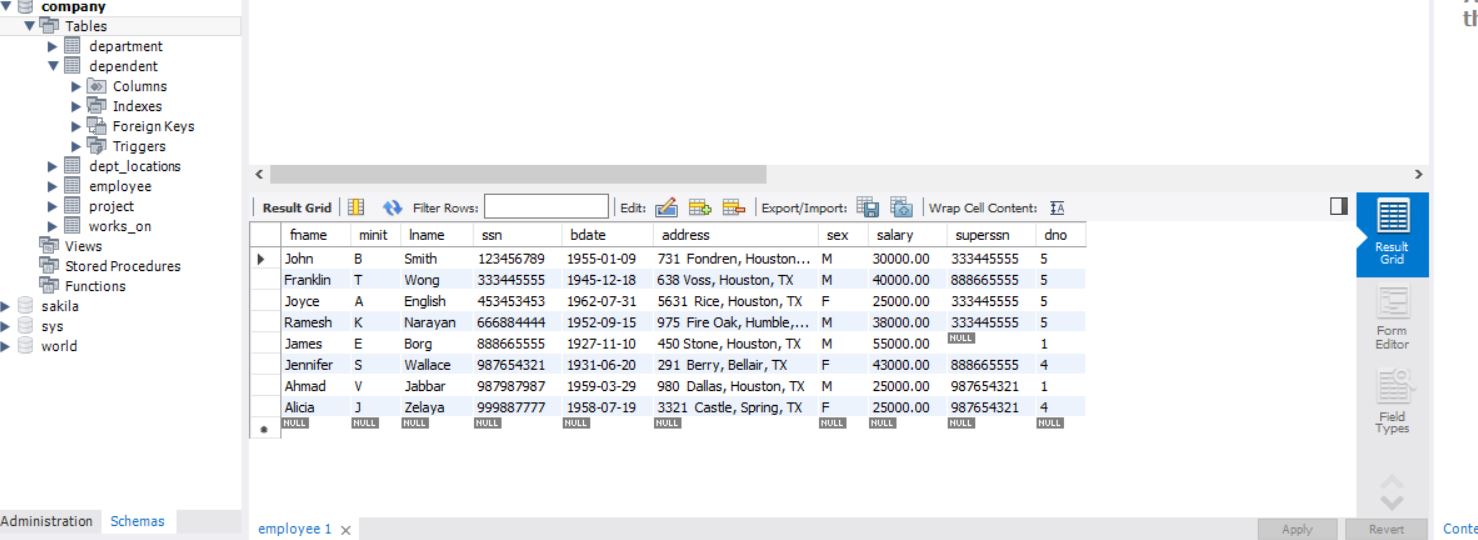 company
Tables
department
dependent
Columns
Indexes
Foreign Keys
Triggers
dept_locations
employee
project
works_on
Views
Stored Procedures
Functions
sakila
sys
world
Administration Schemas
Result Grid Filter Rows: Edit: Export/Import: Wrap Cell Content:
fname minit lname ssn bdate address sex salary superssn dno
John B Smith 123456789 1955-01-09 731 Fondren, Houston... M 30000.00 333445555 5
Franklin T Wong 333445555 1945-12-18 638 Voss, Houston, TX M 40000.00 888665555 5
Joyce A English 453453453 1962-07-31 5631 Rice, Houston, TX F 25000.00 333445555 5
Ramesh K Narayan 666884444 1952-09-15 975 Fire Oak, Humble,... M 38000.00 333445555 5
James E Borg 888665555 1927-11-10 450 Stone, Houston, TX M 55000.00 NULL 1
Jennifer S Wallace 987654321 1931-06-20 291 Berry, Bellair, TX F 43000.00 888665555 4
Ahmad V Jabbar 987987987 1959-03-29 980 Dallas, Houston, TX M 25000.00 987654321 1
Alicia J Zelaya 999887777 1958-07-19 3321 Castle, Spring, TX F 25000.00 987654321 4
NULL NULL NULL NULL NULL NULL NULL NULL NULL NULL
Result
Grid
Form
Editor
Field
Types
employee 1
Apply Revert